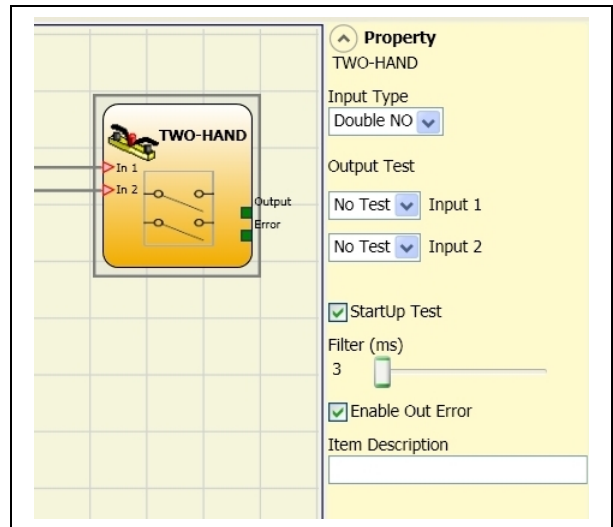 TWO-HAND
In 1
In 2
Output
Error
Property
TWO-HAND
Input Type
Double NO
Output Test
No Test Input 1
No Test Input 2
StartUp Test
Filter (ms)
3
Enable Out Error
Item Description